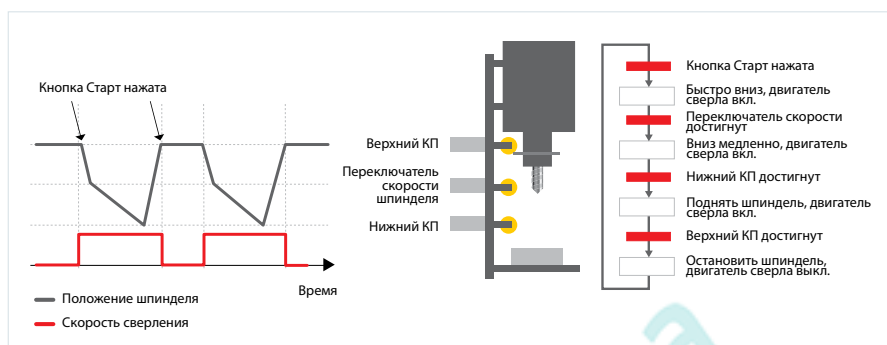 Кнопка Старт нажата
Время
Положение шпинделя
Скорость сверления
Верхний КП
Переключатель
скорости
шпинделя
Нижний КП
Кнопка Старт нажата
Быстро вниз, двигатель
сверла вкл.
Переключатель скорости
достигнут
Вниз медленно, двигатель
сверла вкл.
Нижний КП достигнут
Поднять шпиндель, двигатель
сверла вкл.
Верхний КП достигнут
Остановить шпиндель,
двигатель сверла выкл.